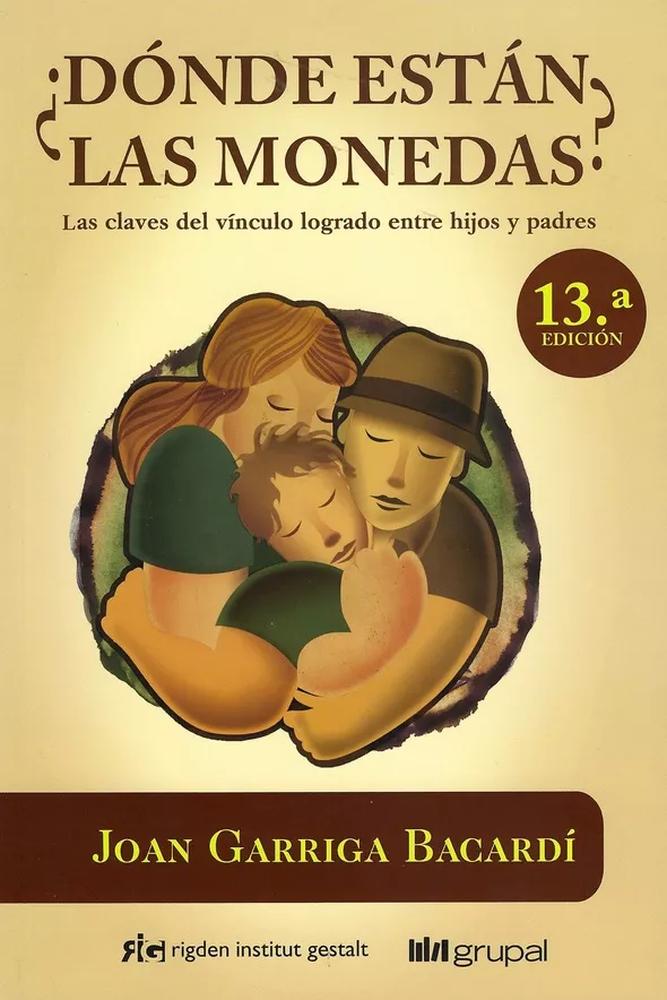 ¿DÓNDE ESTÁN
LAS MONEDAS?
Las claves del vínculo logrado entre hijos y padres
13.ª
EDICIÓN
JOAN GARRIGA BACARDÍ
RIG rigden institut gestalt
grupal